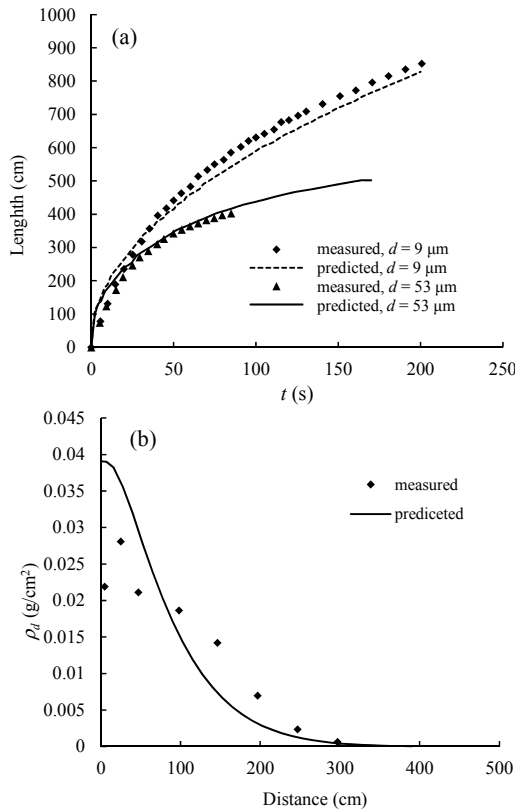 (a)
1000
900
800
700
600
500
400
300
200
100
0
Lenghth (cm)
measured, d = 9 μm
predicted, d = 9 μm
measured, d = 53 μm
predicted, d = 53 μm
0 50 100 150 200 250
t (s)
(b)
0.045
0.04
0.035
0.03
0.025
0.02
0.015
0.01
0.005
0
ρd (g/cm²)
measured
prediceted
0 100 200 300 400 500
Distance (cm)